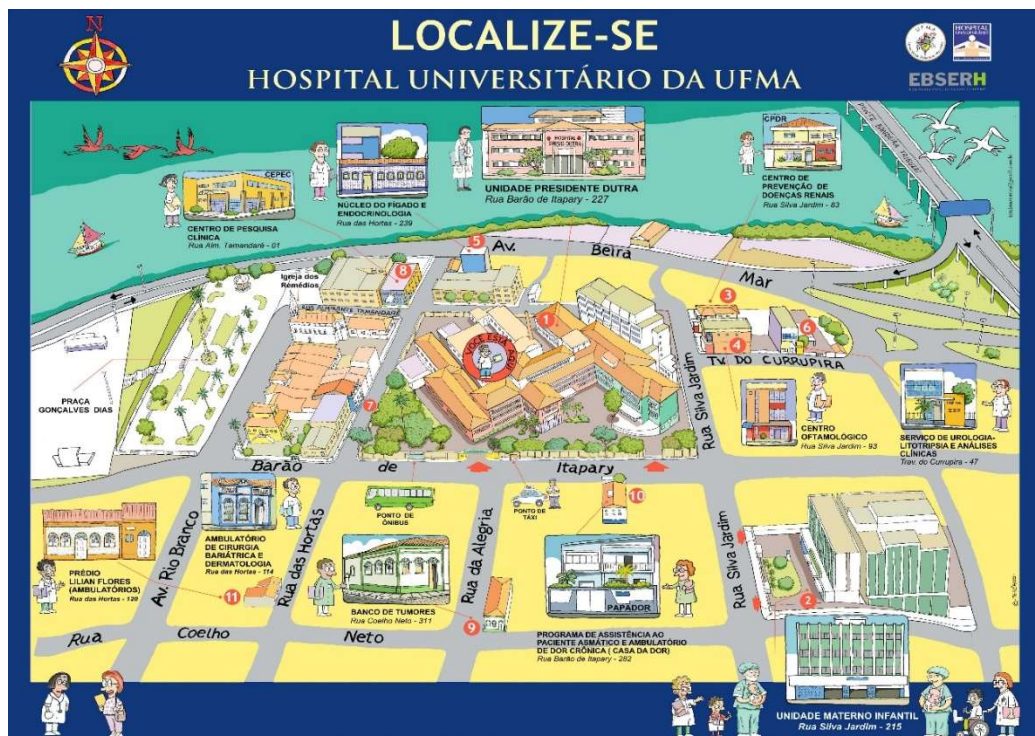 N
LOCALIZE-SE
HOSPITAL UNIVERSITÁRIO DA UFMA
HOSPITAL
EBSERH
CEPEC
CENTRO DE PESQUISA
CLÍNICA
Rua Alm. Tamandaré - 01
NÚCLEO DO FÍGADO E
ENDOCRINOLOGIA
Rua das Hortas - 239
UNIDADE PRESIDENTE DUTRA
Rua Barão de Itapary - 227
CPDR
CENTRO DE
PREVENÇÃO DE
DOENÇAS RENAIS
Rua Silva Jardim - 83
Av. Beira Mar
5
8
Igreja dos
Remédios
RUA ALMIRANTE TAMANDARÉ
1
VOCÊ ESTÁ AQUI
3
4
6
TV. DO CURRUPIRA
PRAÇA
GONÇALVES DIAS
7
Rua Silva Jardim
CENTRO
OFTAMOLÓGICO
Rua Silva Jardim - 93
SERVIÇO DE UROLOGIA-
LITOTRIPSIA E ANÁLISES
CLÍNICAS
Trav. do Currupira - 47
Barão de Itapary
PONTO DE
ÔNIBUS
PONTO DE
TÁXI
10
Av. Rio Branco
Rua das Hortas
Rua da Alegria
Rua Silva Jardim
AMBULATÓRIO
DE CIRURGIA
BARIÁTRICA E
DERMATOLOGIA
Rua das Hortas - 114
PRÉDIO
LILIAN FLORES
(AMBULATÓRIOS)
11
BANCO DE TUMORES
Rua Coelho Neto - 311
9
PAPADOR
PROGRAMA DE ASSISTÊNCIA AO
PACIENTE ASMÁTICO E AMBULATÓRIO
DE DOR CRÔNICA ( CASA DA DOR)
Rua Barão de Itapary - 282
2
Rua Coelho Neto
UNIDADE MATERNO INFANTIL
Rua Silva Jardim - 215